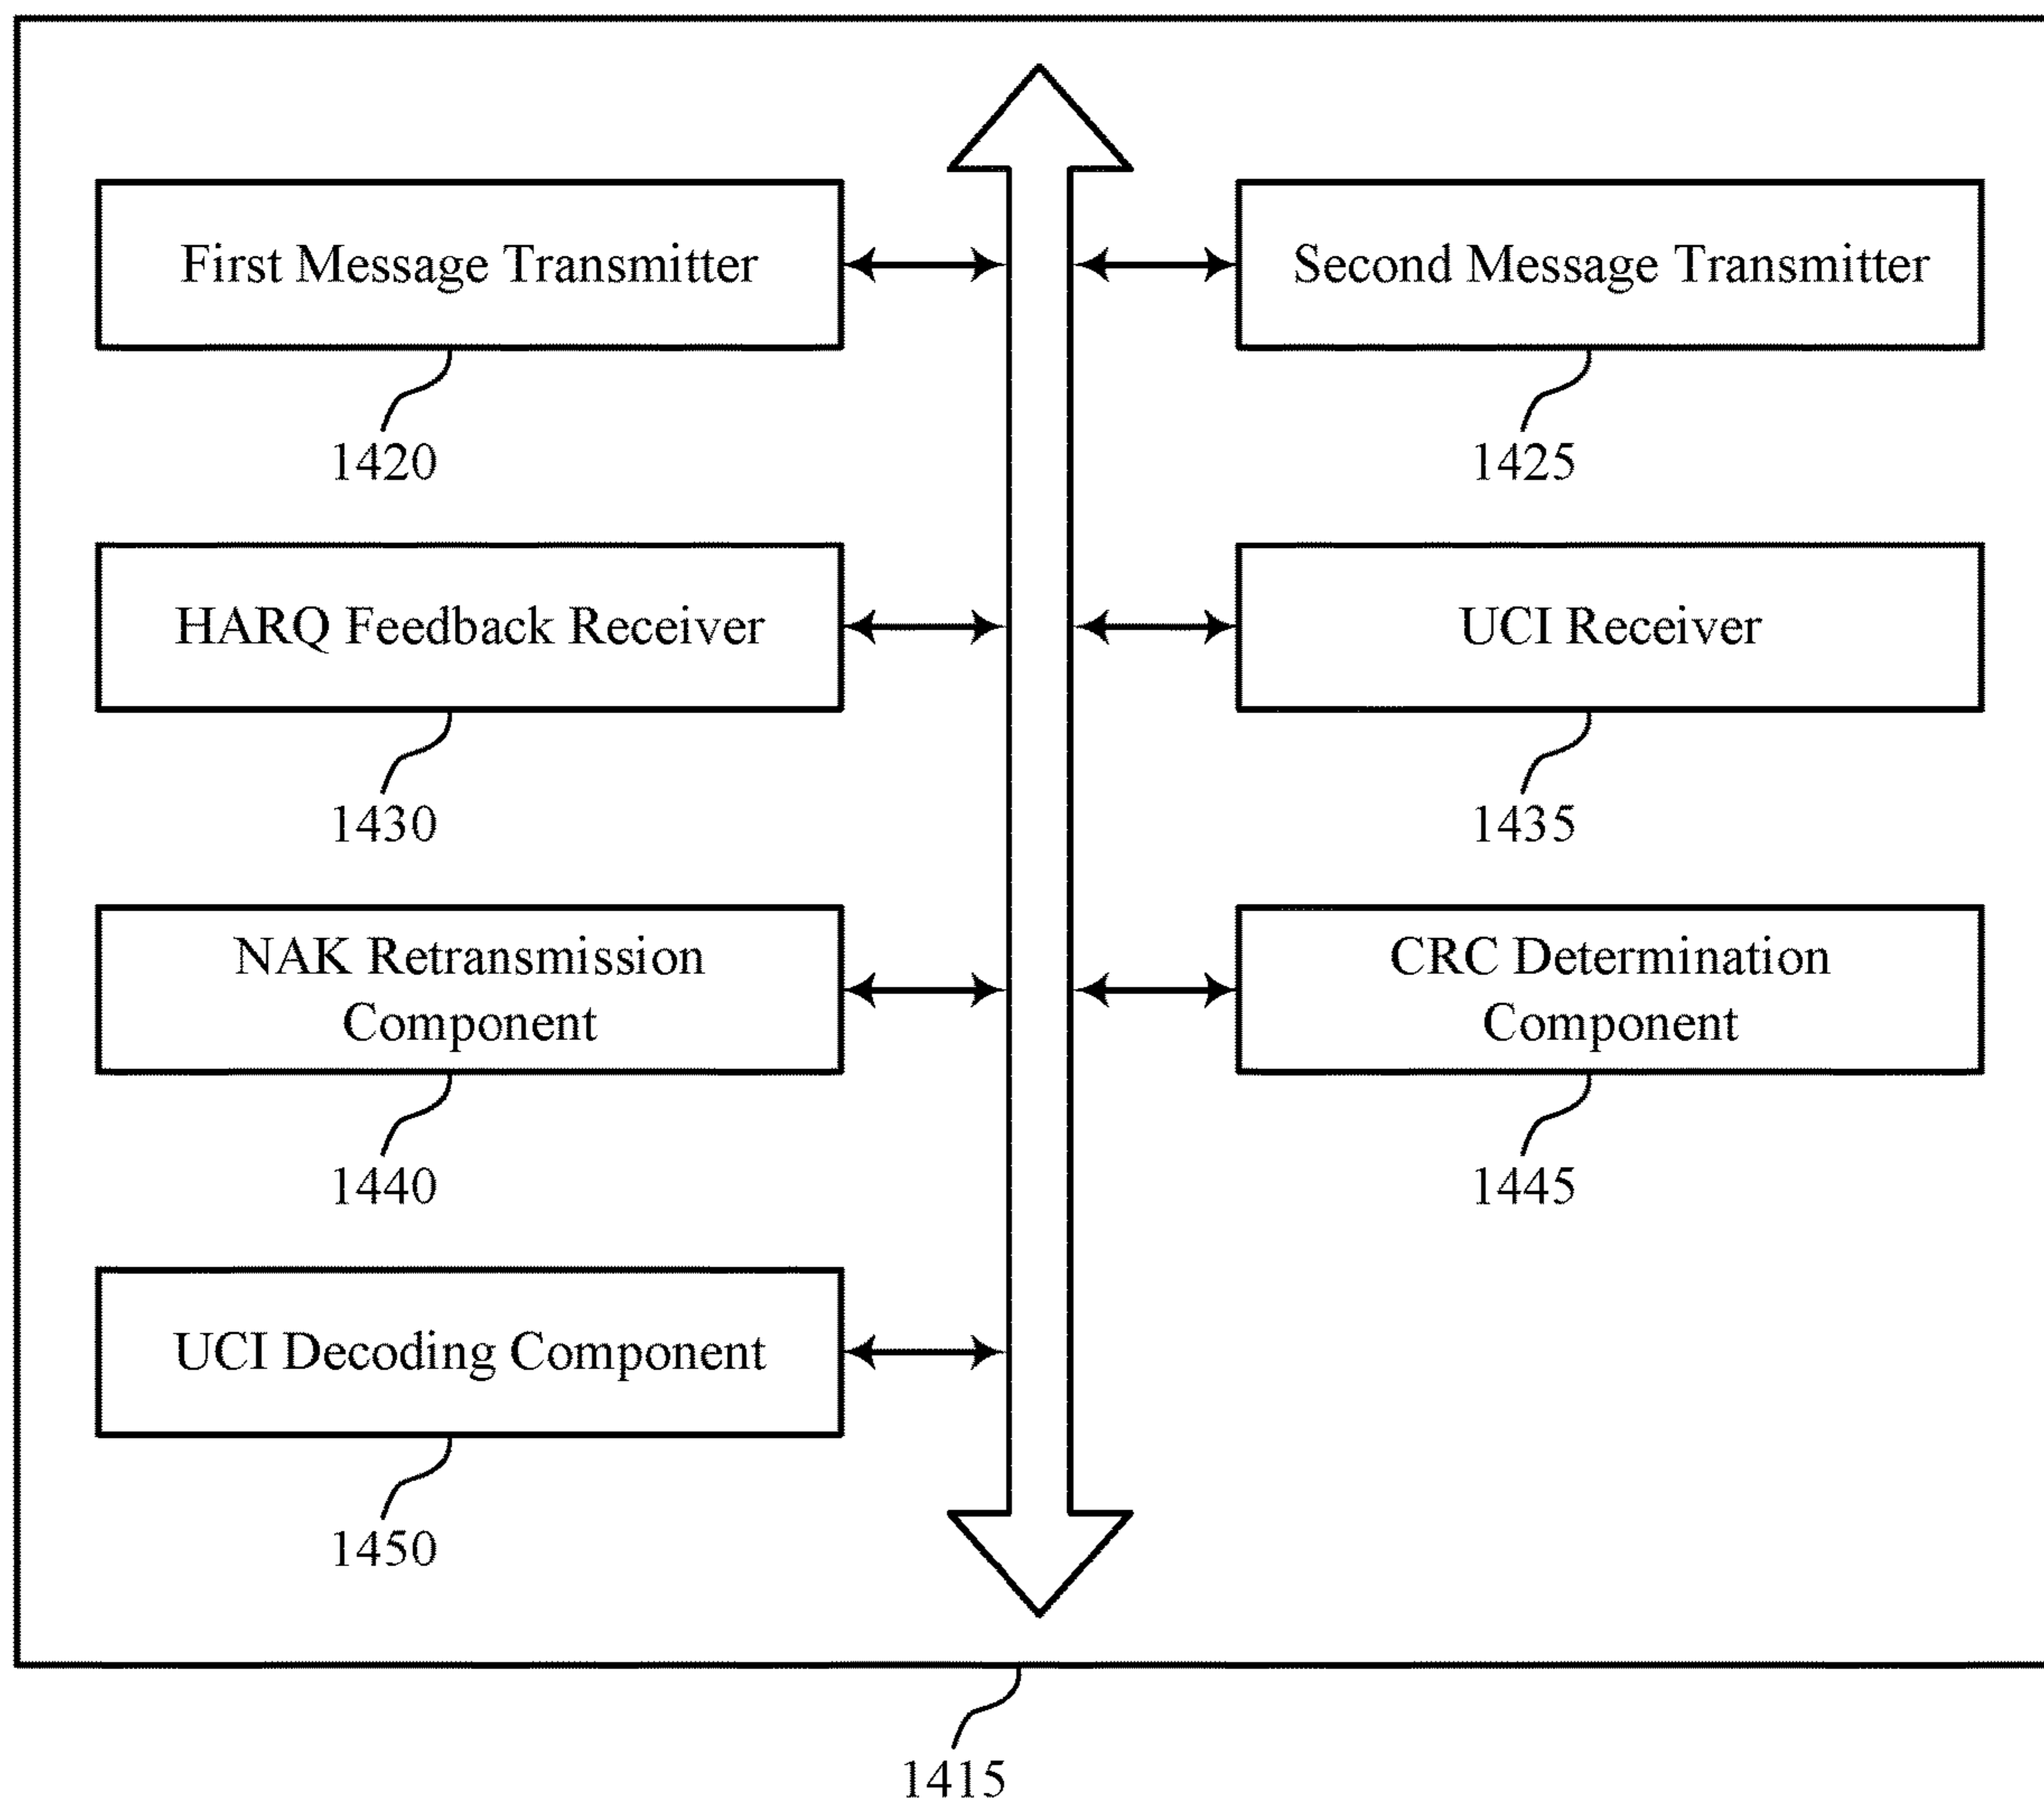 First Message Transmitter
Second Message Transmitter
1420
1425
HARQ Feedback Receiver
UCI Receiver
1430
1435
NAK Retransmission
Component
CRC Determination
Component
1440
1445
UCI Decoding Component
1450
1415